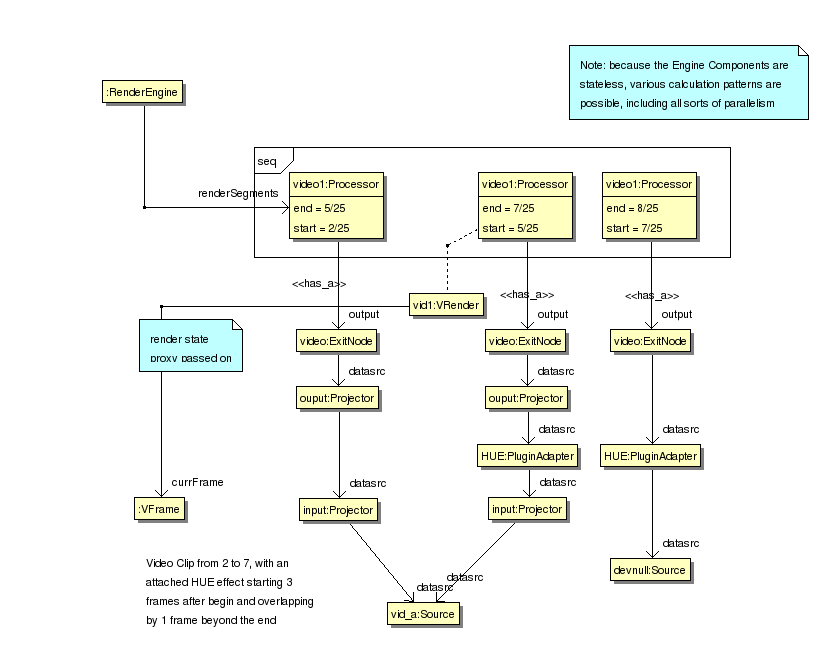 Note: because the Engine Components are
stateless, various calculation patterns are
possible, including all sorts of parallelism
:RenderEngine
seq
renderSegments
video1:Processor
end = 5/25
start = 2/25
video1:Processor
end = 7/25
start = 5/25
video1:Processor
end = 8/25
start = 7/25
<<has_a>>
<<has_a>>
<<has_a>>
vid1:VRender
output
output
output
render state
proxy passed on
video:ExitNode
video:ExitNode
video:ExitNode
datasrc
datasrc
ouput:Projector
ouput:Projector
datasrc
datasrc
HUE:PluginAdapter
HUE:PluginAdapter
currFrame
datasrc
datasrc
:VFrame
input:Projector
input:Projector
datasrc
devnull:Source
Video Clip from 2 to 7, with an
attached HUE effect starting 3
frames after begin and overlapping
by 1 frame beyond the end
datasrc
datasrc
vid_a:Source